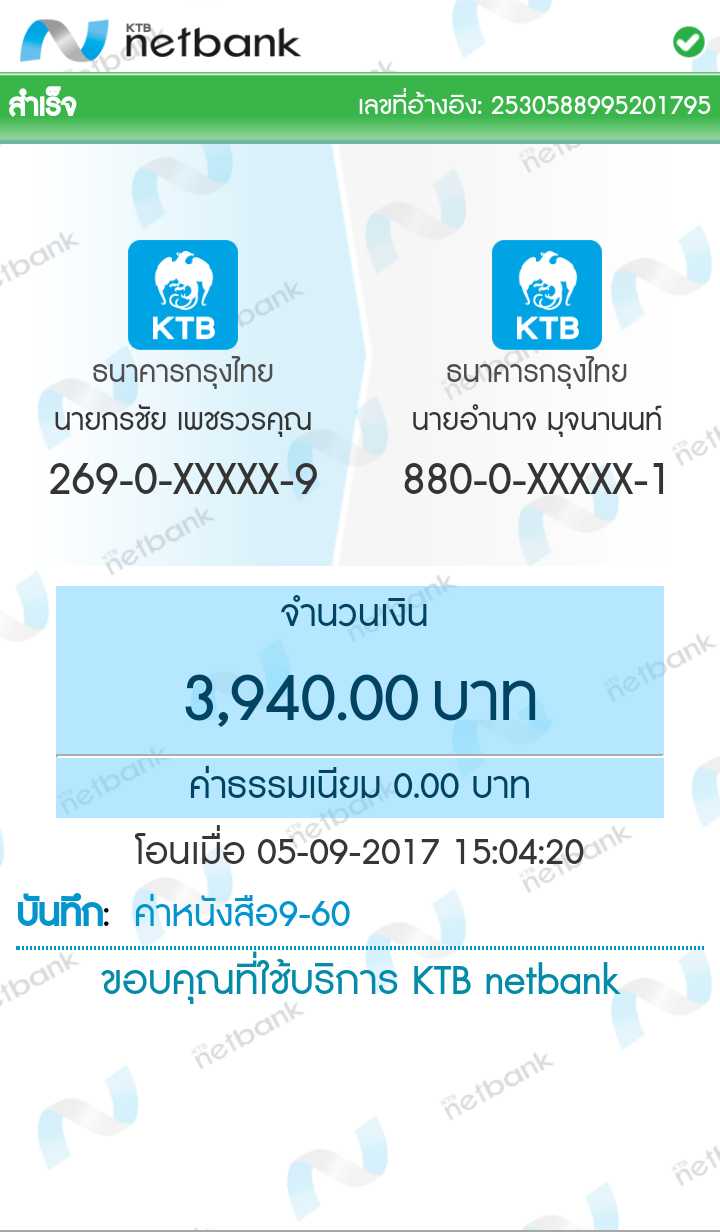 KTB netbank
สำเร็จ เลขที่อ้างอิง: 2530588995201795
KTB KTB
ธนาคารกรุงไทย ธนาคารกรุงไทย
นายกรชัย เพชรวรคุณ นายอำนาจ มุจนานนท์
269-0-XXXXX-9 880-0-XXXXX-1
จำนวนเงิน
3,940.00 บาท
ค่าธรรมเนียม 0.00 บาท
โอนเมื่อ 05-09-2017 15:04:20
บันทึก: ค่าหนังสือ9-60
ขอบคุณที่ใช้บริการ KTB netbank